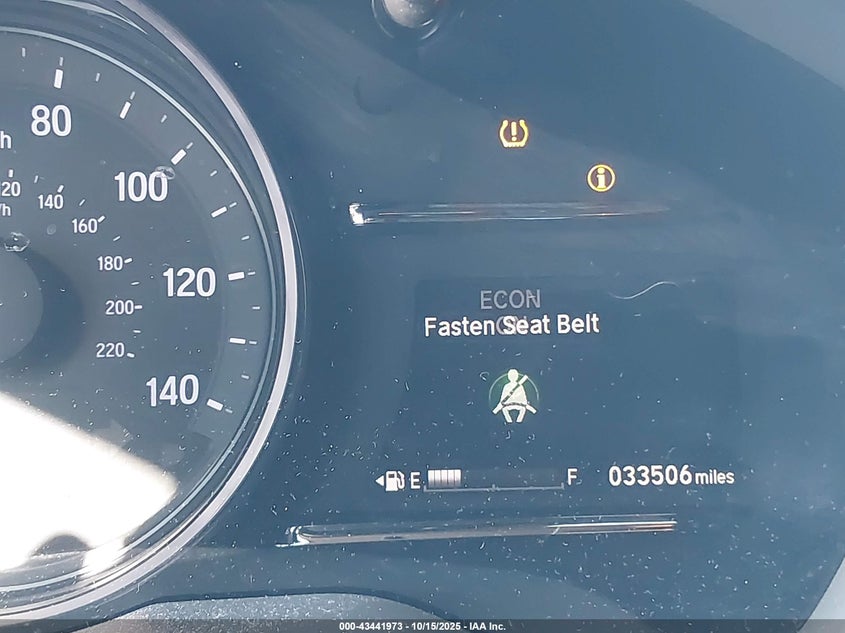 80
100
120
140
h
20
/h
140
160
180
200
220
ECON
Fasten Seat Belt
E
F
033506 miles
000-43441973 - 10/15/2025 - IAA Inc.